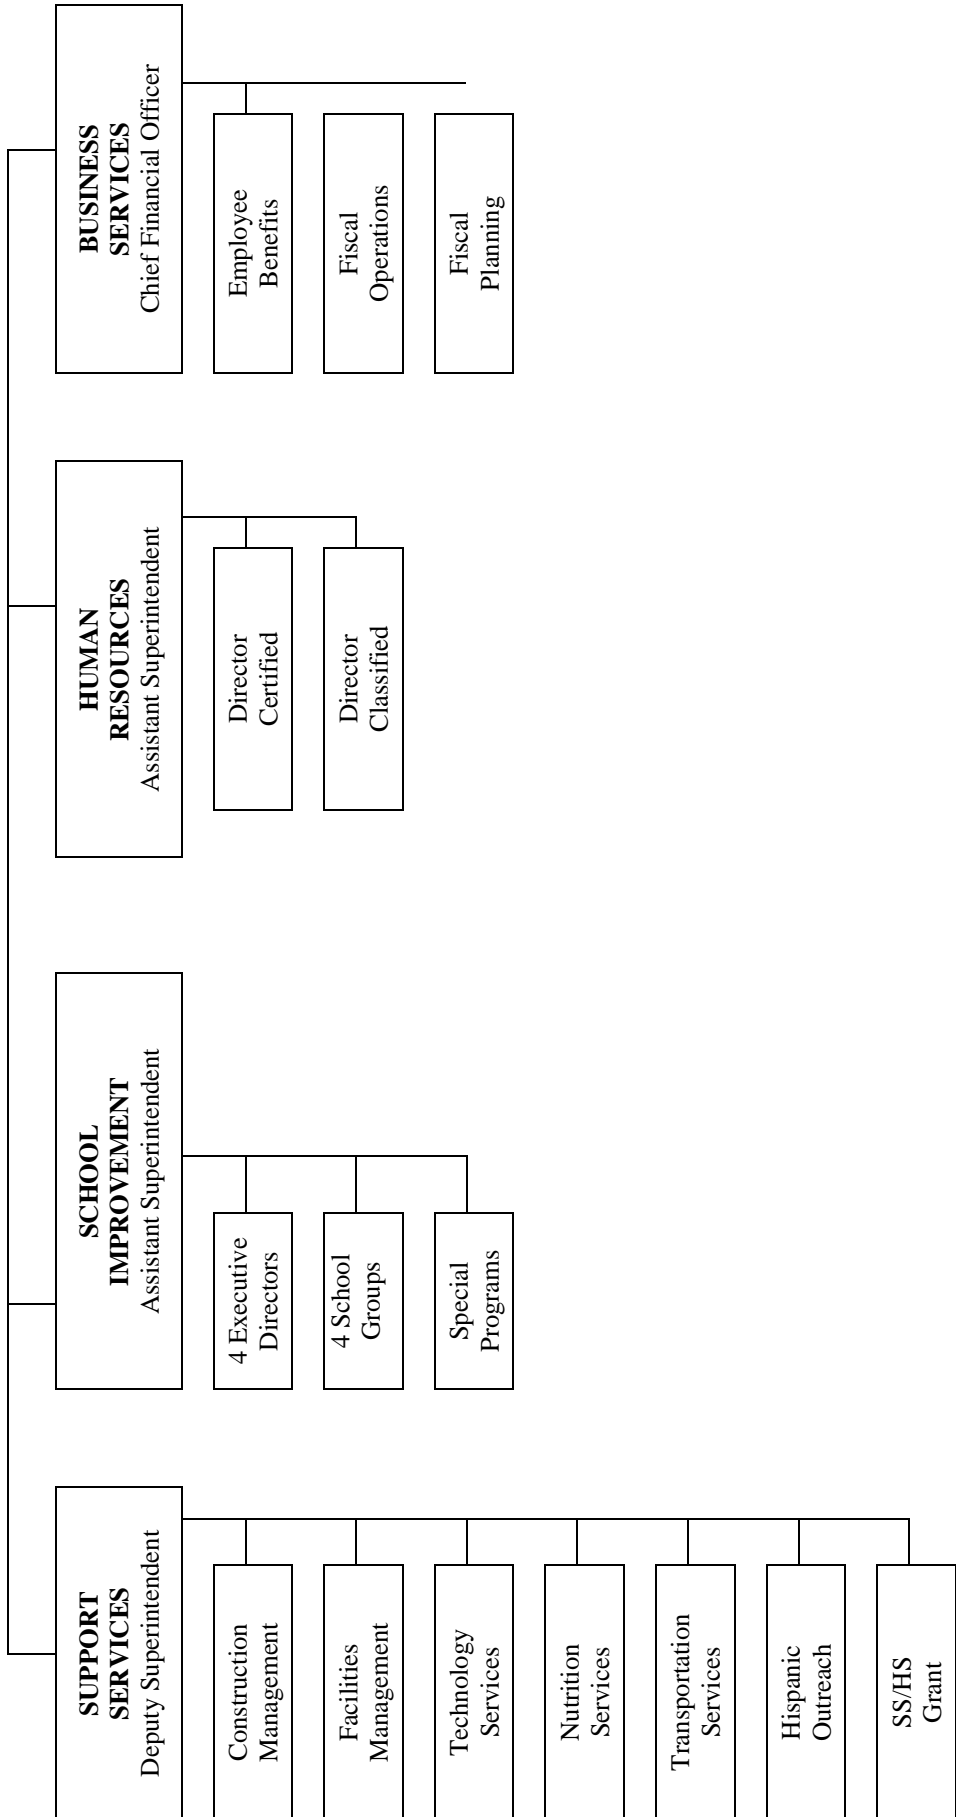 SUPPORT
SERVICES
Deputy Superintendent
Construction
Management
Facilities
Management
Technology
Services
Nutrition
Services
Transportation
Services
Hispanic
Outreach
SS/HS
Grant
SCHOOL
IMPROVEMENT
Assistant Superintendent
4 Executive
Directors
4 School
Groups
Special
Programs
HUMAN
RESOURCES
Assistant Superintendent
Director
Certified
Director
Classified
BUSINESS
SERVICES
Chief Financial Officer
Employee
Benefits
Fiscal
Operations
Fiscal
Planning